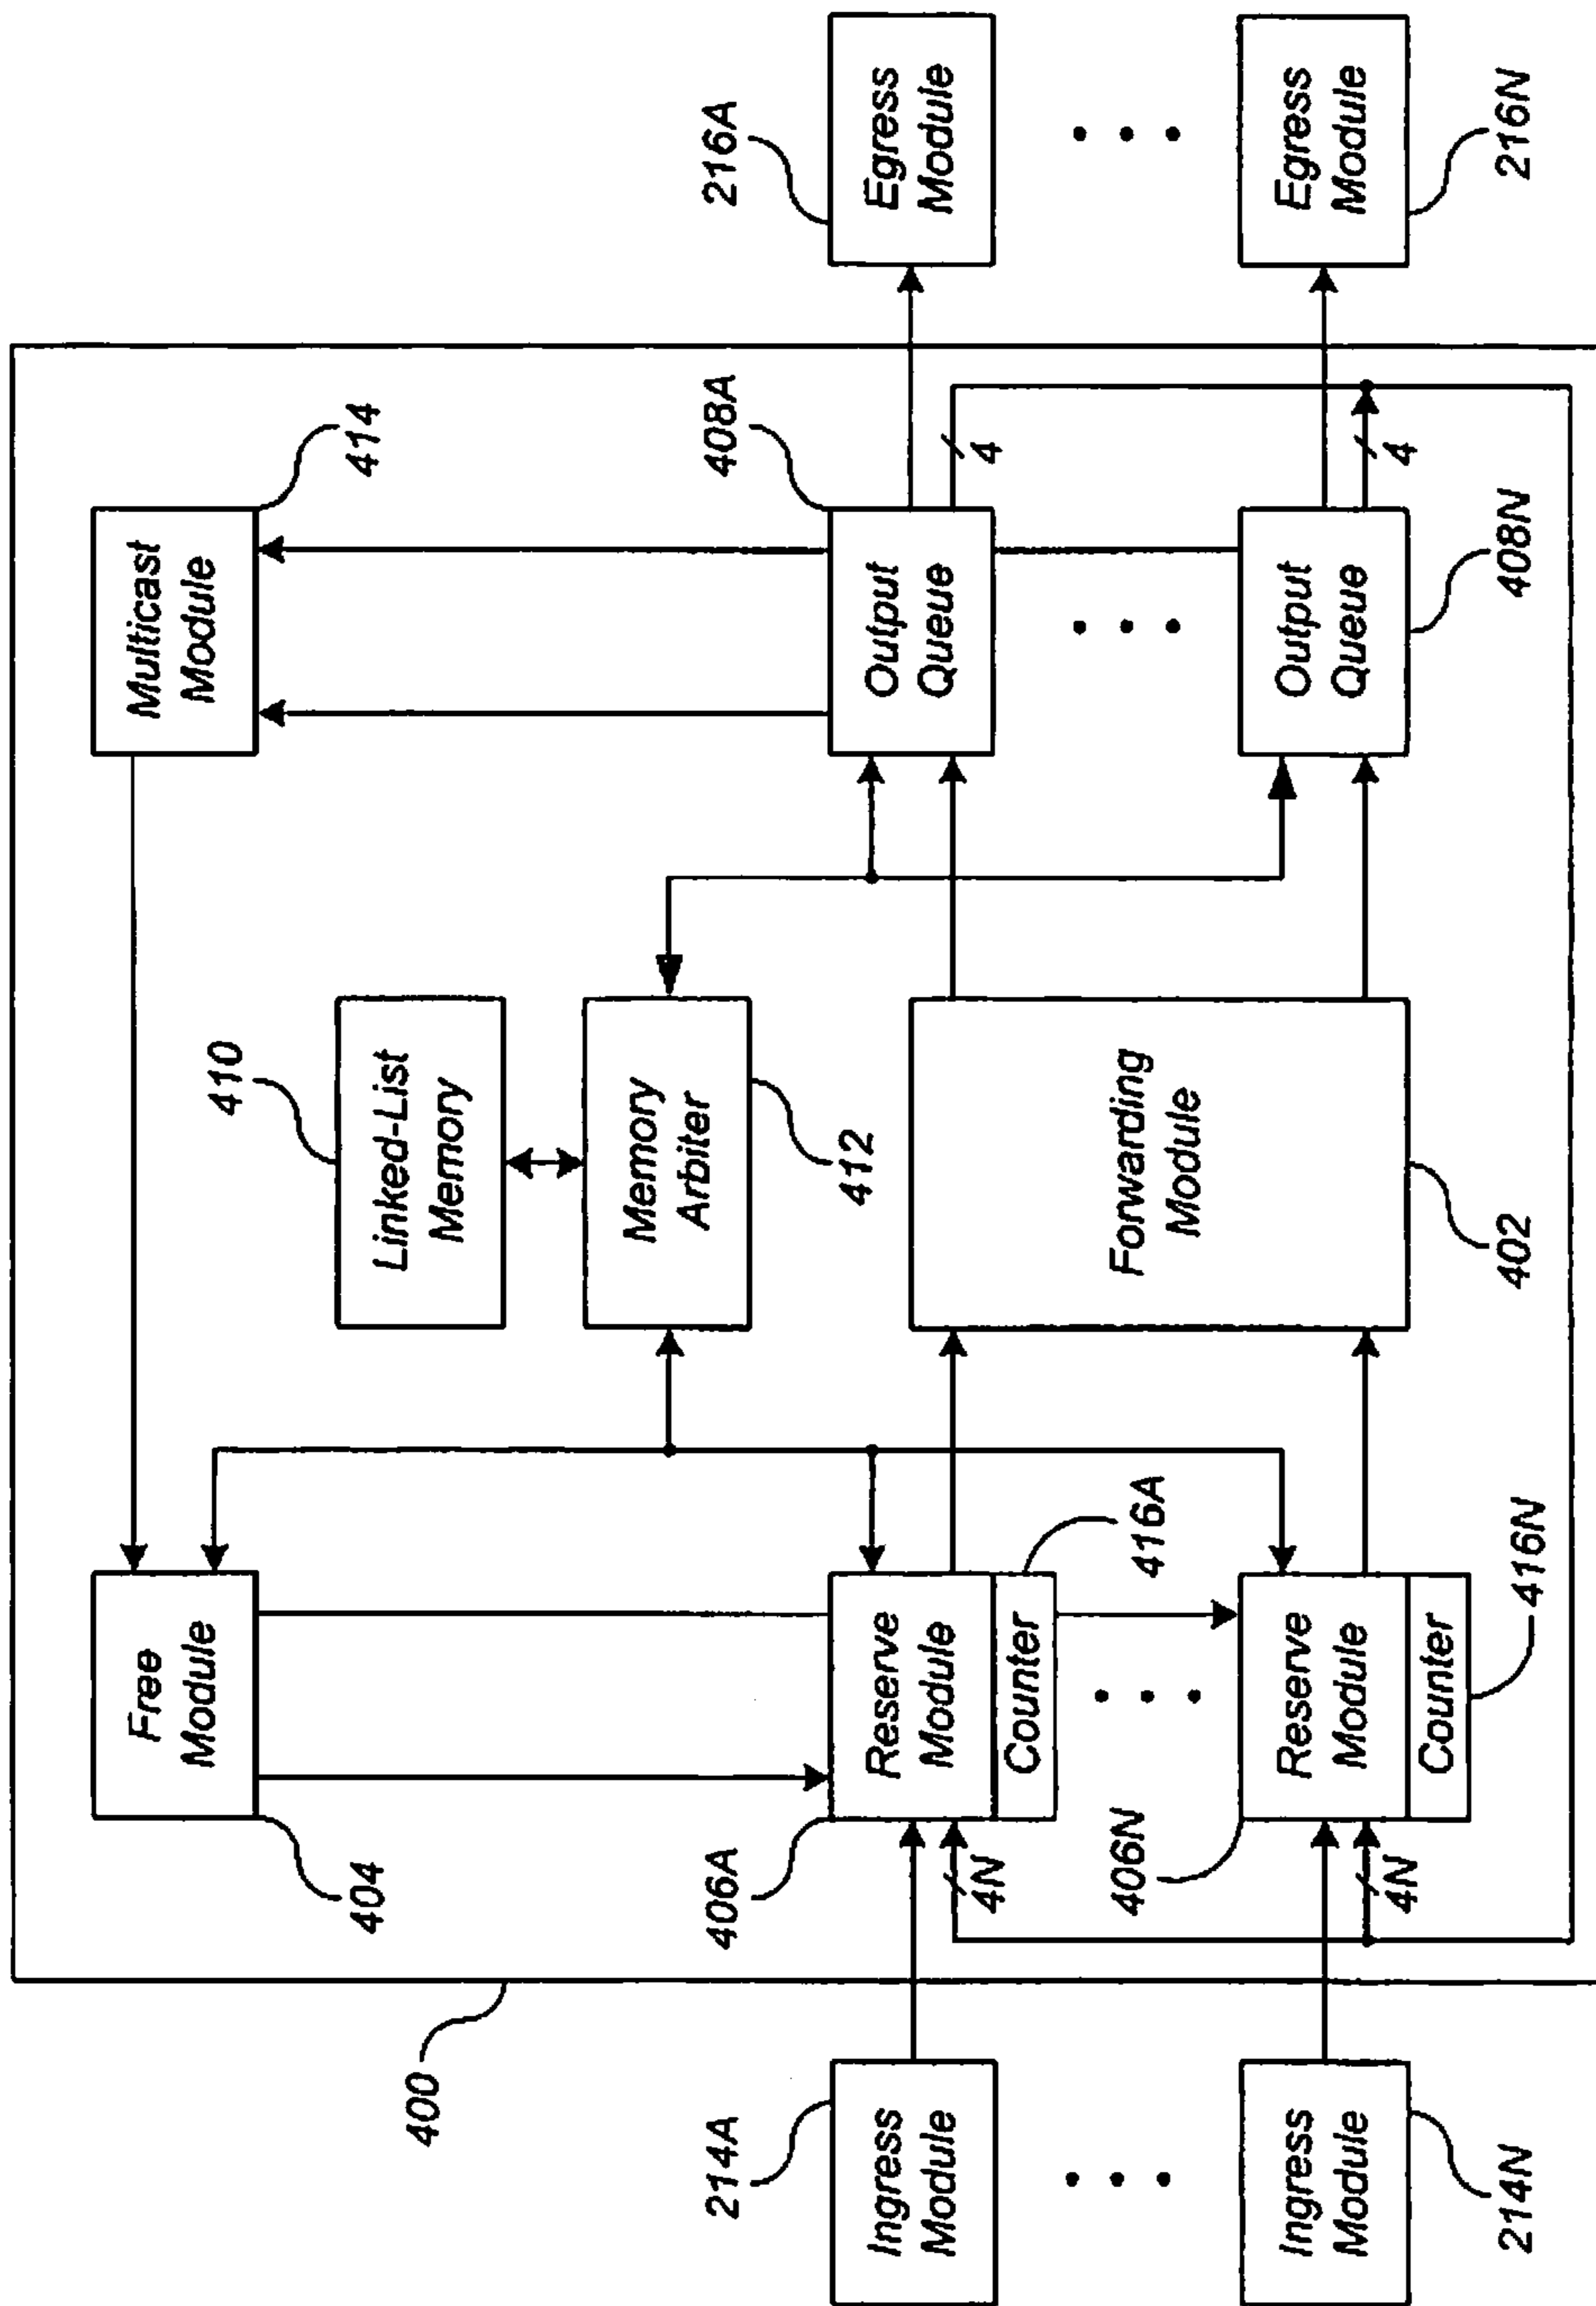 Free
Module
404
Multicast
Module
414
Linked-List
Memory
410
Memory
Arbiter
412
400
Ingress
Module
214A
Reserve
Module
406A
Counter
416A
4N
Forwarding
Module
402
Output
Queue
408A
4
Egress
Module
216A
Ingress
Module
214N
Reserve
Module
406N
Counter
416N
4N
Output
Queue
408N
4
Egress
Module
216N